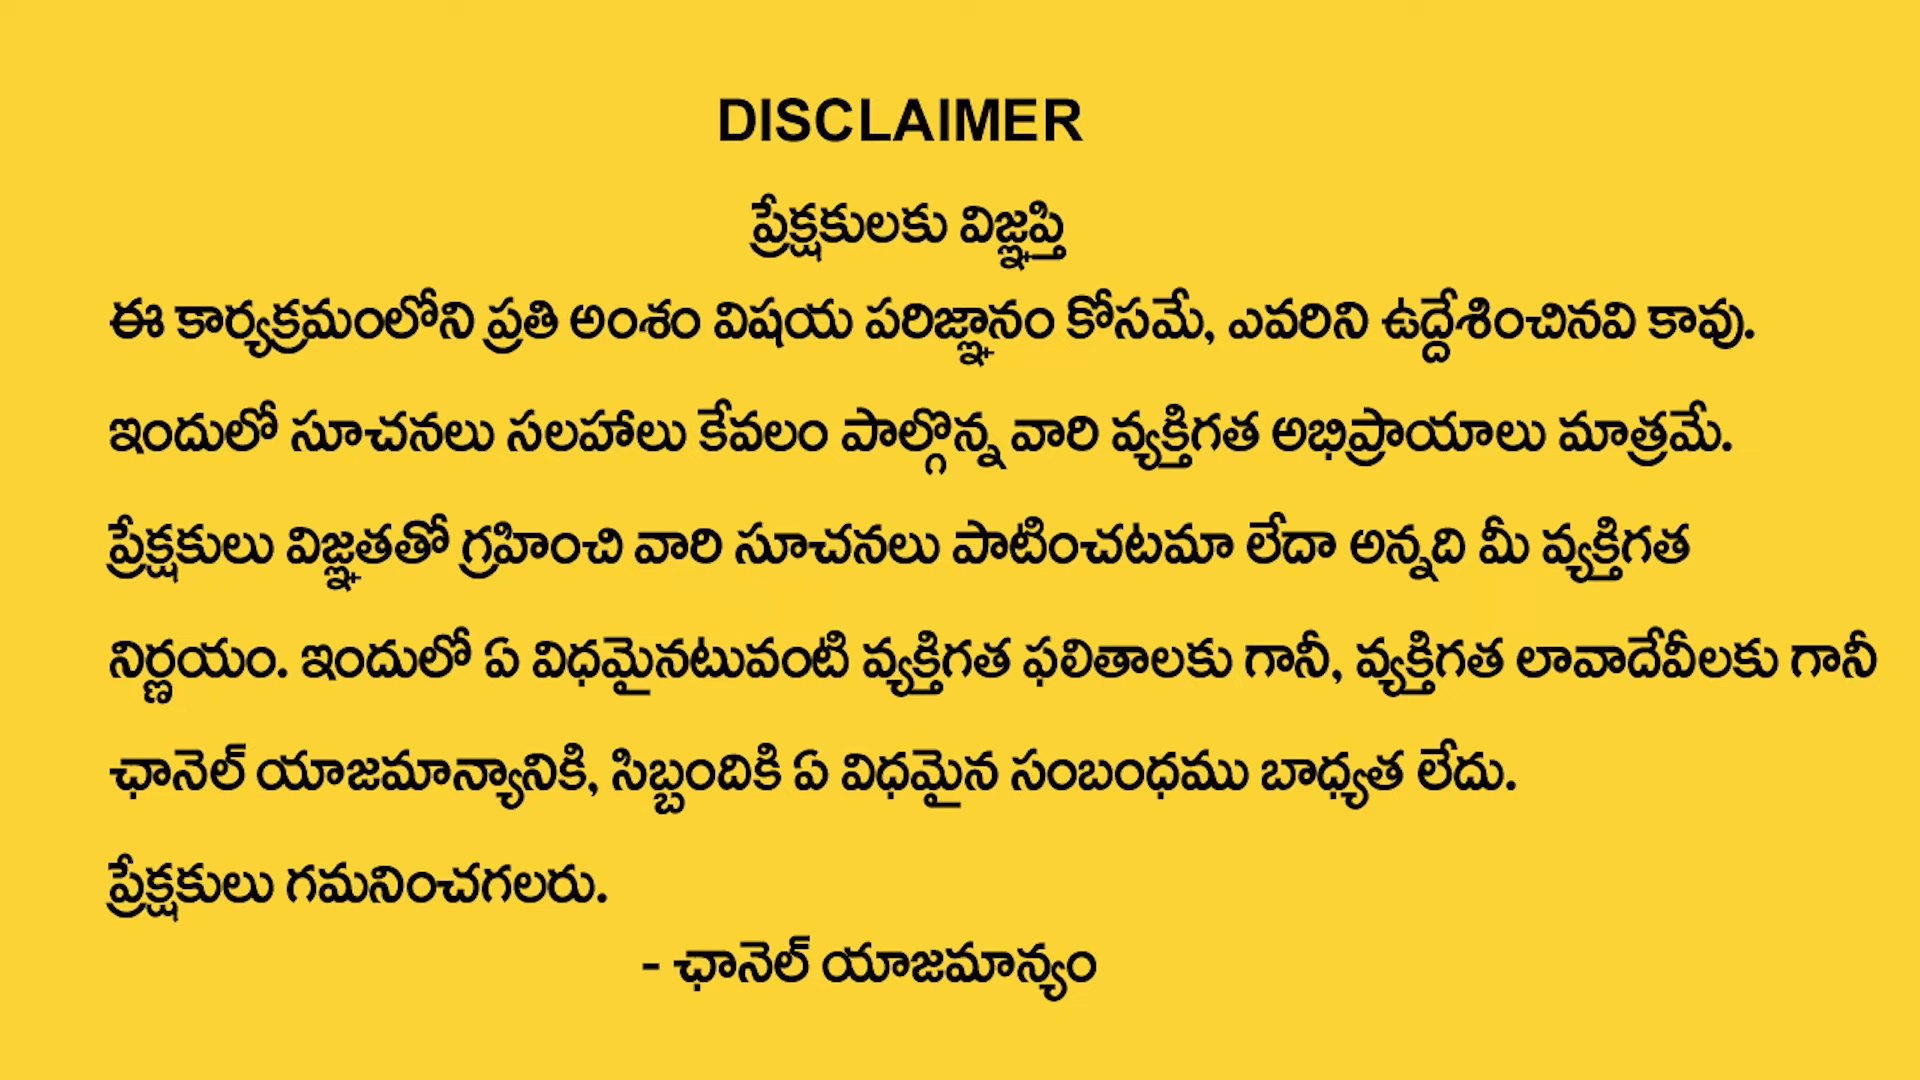 DISCLAIMER
ప్రేక్షకులకు విజ్ఞప్తి
ఈ కార్యక్రమంలోని ప్రతి అంశం విషయ పరిజ్ఞానం కోసమే, ఎవరిని ఉద్దేశించినవి కావు.
ఇందులో సూచనలు సలహాలు కేవలం పాల్గొన్న వారి వ్యక్తిగత అభిప్రాయాలు మాత్రమే.
ప్రేక్షకులు విజ్ఞతతో గ్రహించి వారి సూచనలు పాటించటమా లేదా అన్నది మీ వ్యక్తిగత
నిర్ణయం. ఇందులో ఏ విధమైనటువంటి వ్యక్తిగత ఫలితాలకు గానీ, వ్యక్తిగత లావాదేవీలకు గానీ
ఛానెల్ యాజమాన్యానికి, సిబ్బందికి ఏ విధమైన సంబంధము బాధ్యత లేదు.
ప్రేక్షకులు గమనించగలరు.
- ఛానెల్ యాజమాన్యం